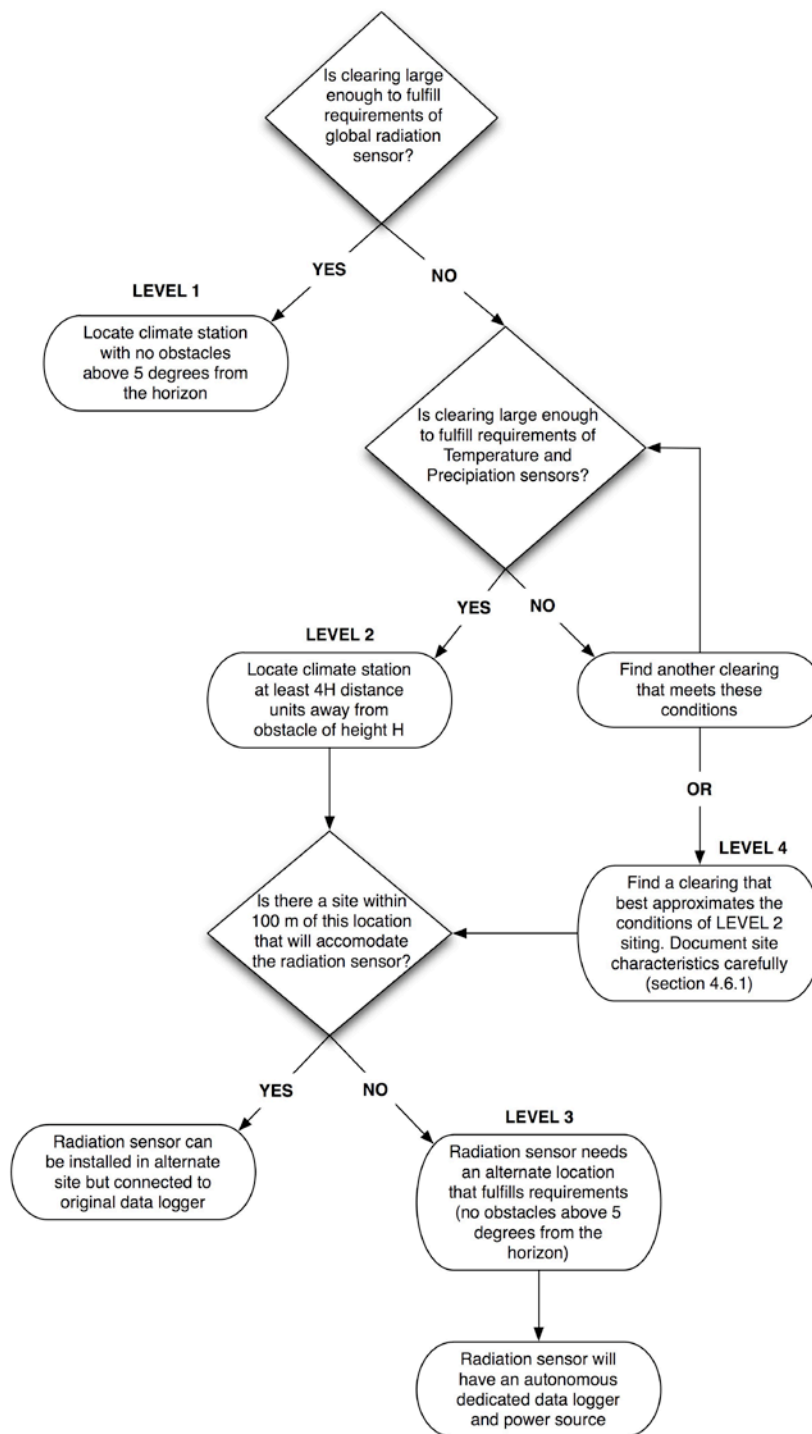 Is clearing large
enough to fulfill
requirements of
global radiation
sensor?
YES
NO
LEVEL 1
Locate climate station
with no obstacles
above 5 degrees from
the horizon
Is clearing large enough
to fulfill requirements of
Temperature and
Precipiation sensors?
YES
NO
LEVEL 2
Locate climate station
at least 4H distance
units away from
obstacle of height H
Find another clearing
that meets these
conditions
OR
LEVEL 4
Find a clearing that
best approximates the
conditions of LEVEL 2
siting. Document site
characteristics carefully
(section 4.6.1)
Is there a site within
100 m of this location
that will accomodate
the radiation sensor?
YES
NO
Radiation sensor can
be installed in alternate
site but connected to
original data logger
LEVEL 3
Radiation sensor needs
an alternate location
that fulfills requirements
(no obstacles above 5
degrees from the
horizon)
Radiation sensor will
have an autonomous
dedicated data logger
and power source